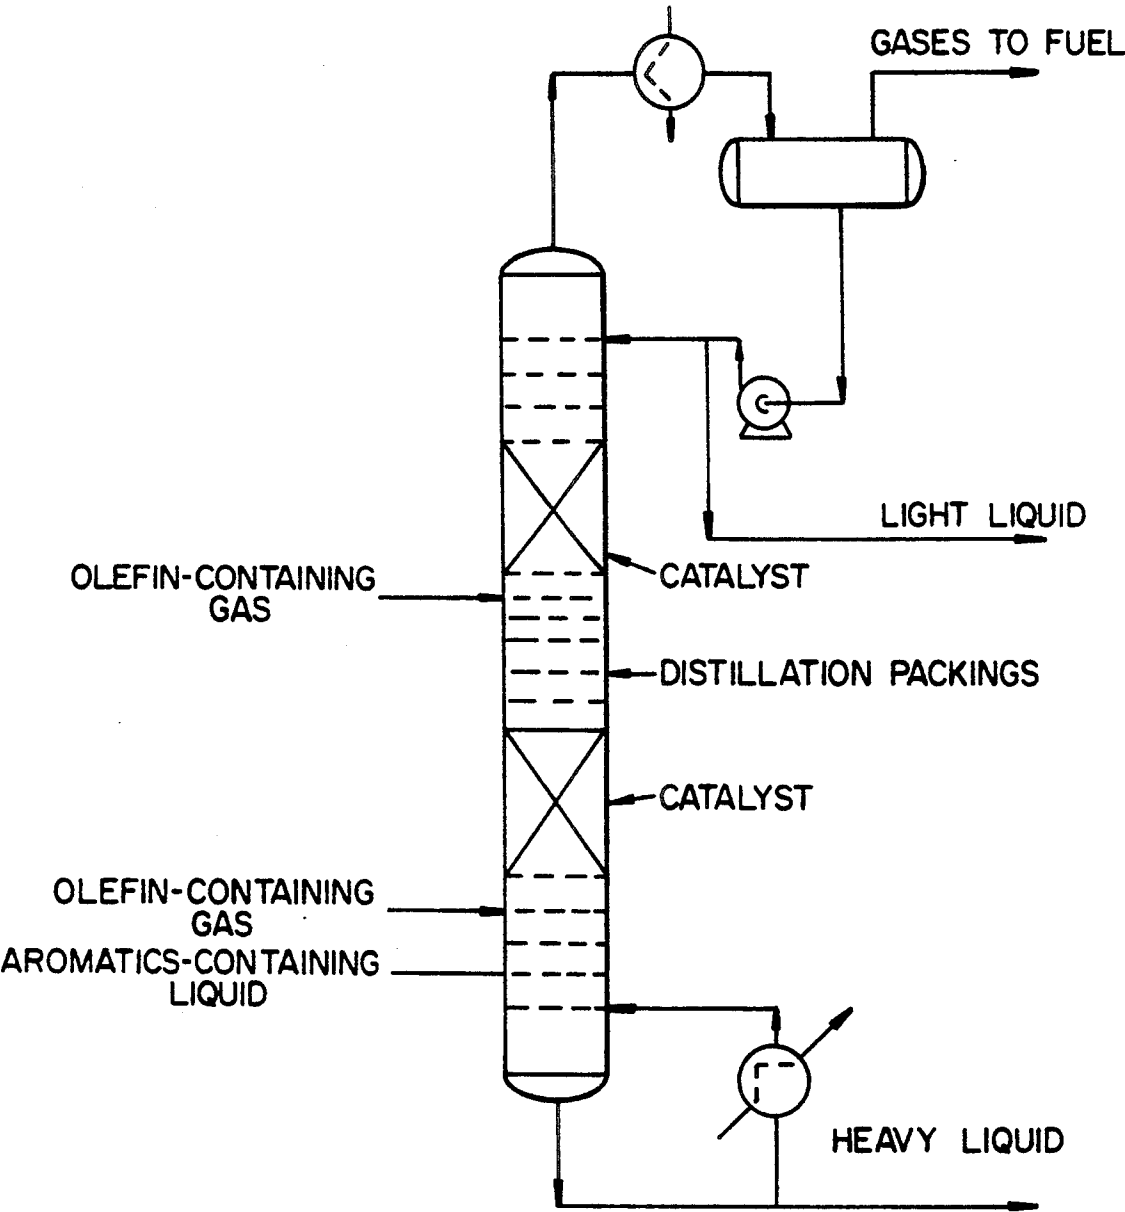 GASES TO FUEL
LIGHT LIQUID
CATALYST
OLEFIN-CONTAINING
GAS
DISTILLATION PACKINGS
CATALYST
OLEFIN-CONTAINING
GAS
AROMATICS-CONTAINING
LIQUID
HEAVY LIQUID